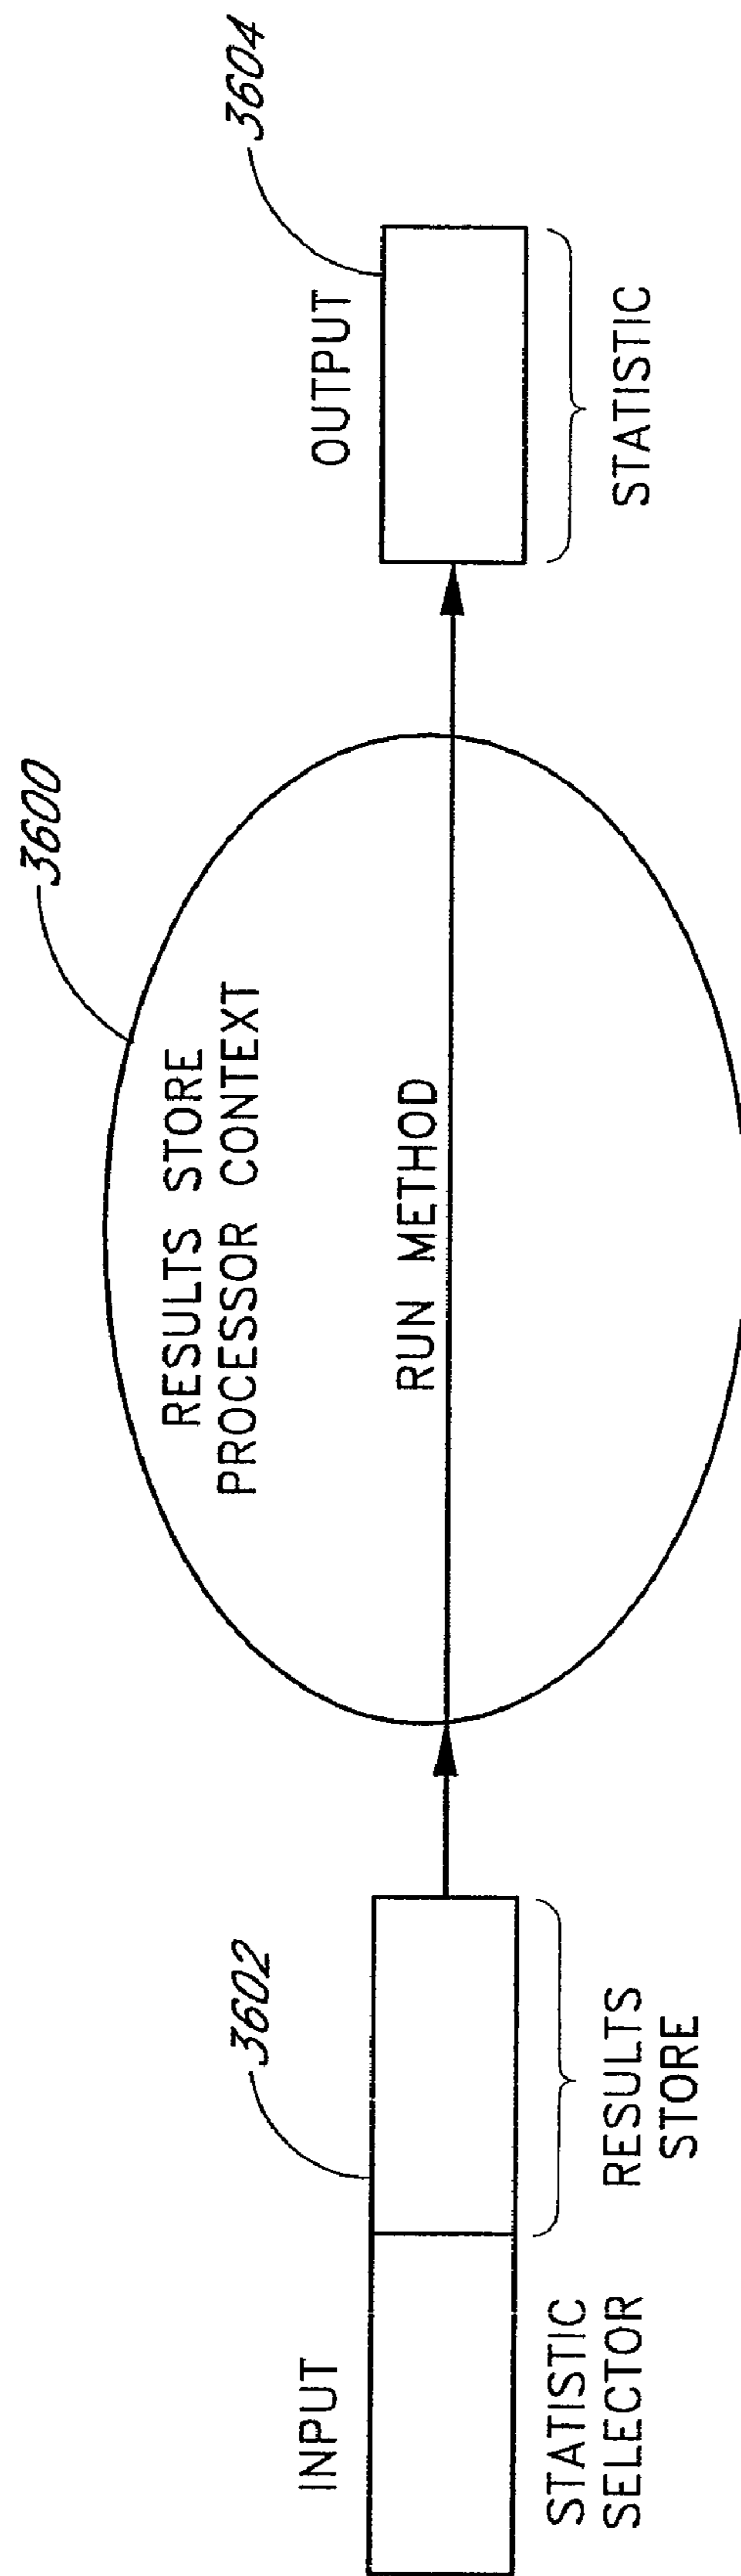 INPUT
3602
STATISTIC
SELECTOR
RESULTS
STORE
3600
RESULTS STORE
PROCESSOR CONTEXT
RUN METHOD
3604
OUTPUT
STATISTIC